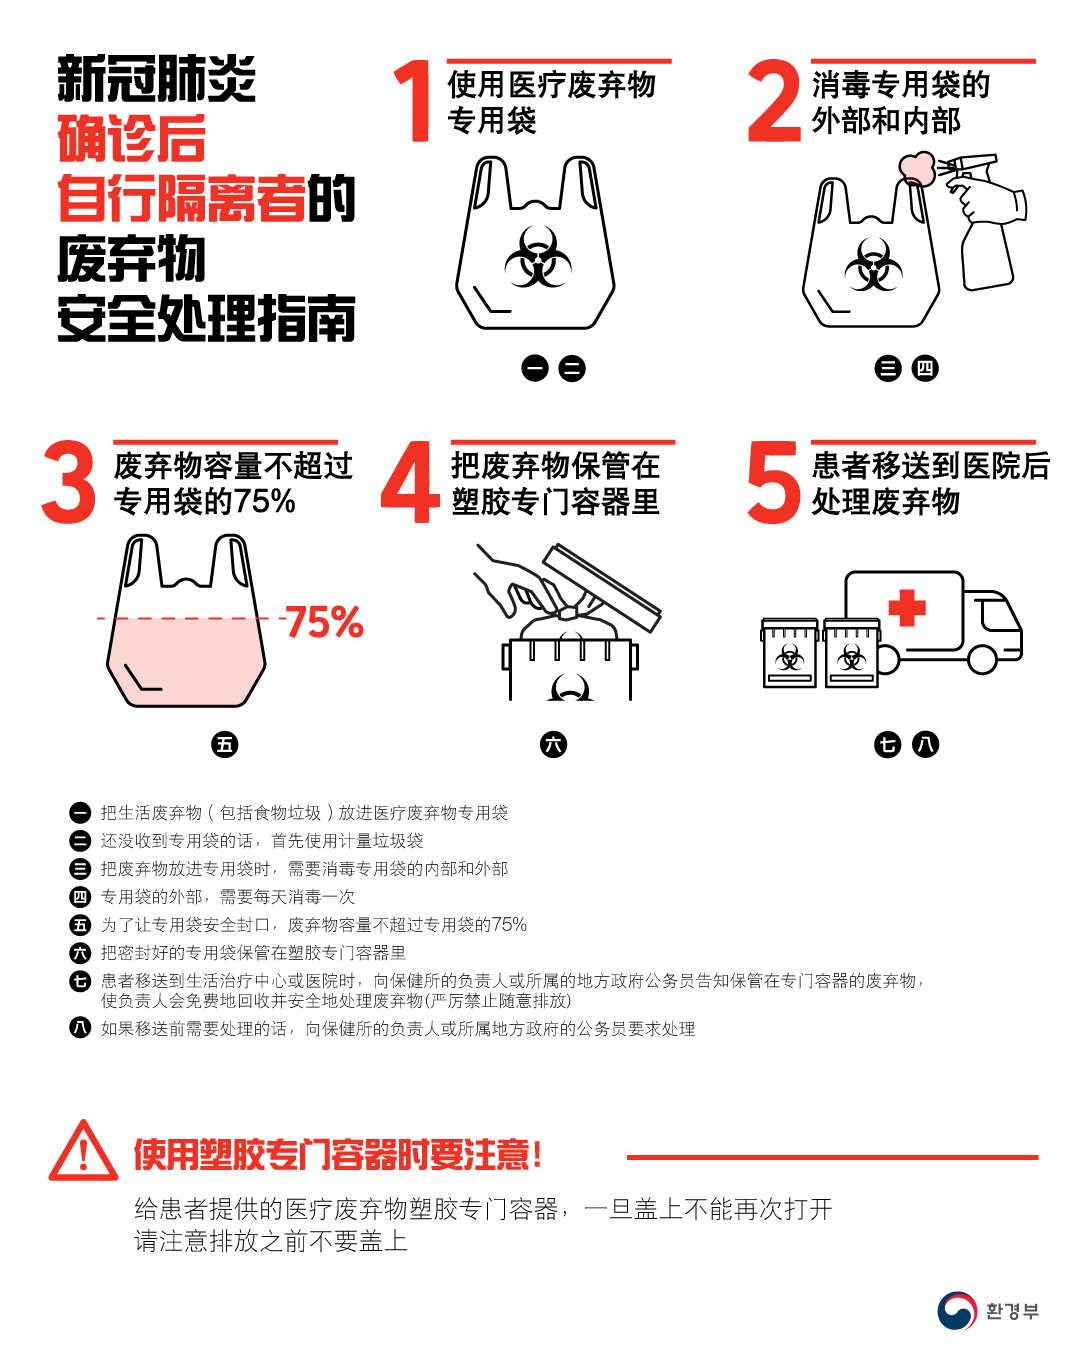 新冠肺炎
确诊后
自行隔离者的
废弃物
安全处理指南
1 使用医疗废弃物
专用袋
一 二
2 消毒专用袋的
外部和内部
三 四
3 废弃物容量不超过
专用袋的75%
75%
五
4 把废弃物保管在
塑胶专门容器里
六
5 患者移送到医院后
处理废弃物
七 八
一 把生活废弃物（包括食物垃圾）放进医疗废弃物专用袋
二 还没收到专用袋的话，首先使用计量垃圾袋
三 把废弃物放进专用袋时，需要消毒专用袋的内部和外部
四 专用袋的外部，需要每天消毒一次
五 为了让专用袋安全封口，废弃物容量不超过专用袋的75%
六 把密封好的专用袋保管在塑胶专门容器里
七 患者移送到生活治疗中心或医院时，向保健所的负责人或所属的地方政府公务员告知保管在专门容器的废弃物，
使负责人会免费地回收并安全地处理废弃物(严厉禁止随意排放)
八 如果移送前需要处理的话，向保健所的负责人或所属地方政府的公务员要求处理
使用塑胶专门容器时要注意！
给患者提供的医疗废弃物塑胶专门容器，一旦盖上不能再次打开
请注意排放之前不要盖上
환경부